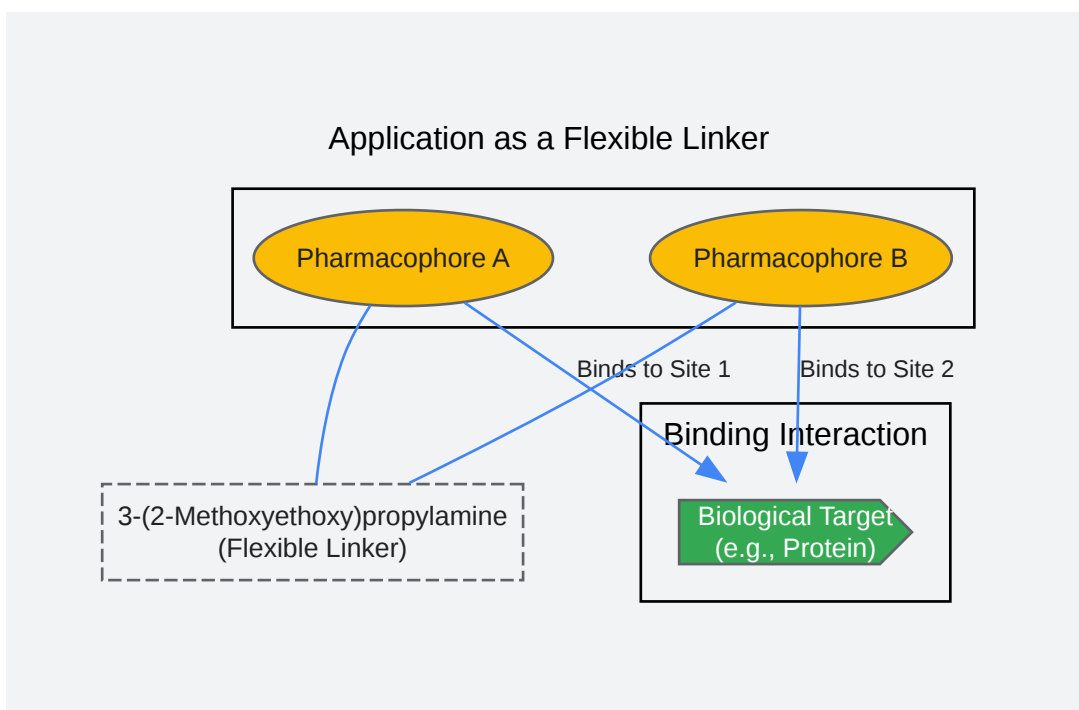 Application as a Flexible Linker
Pharmacophore A
Pharmacophore B
Binds to Site 1
Binds to Site 2
Binding Interaction
3-(2-Methoxyethoxy)propylamine
(Flexible Linker)
Biological Target
(e.g., Protein)